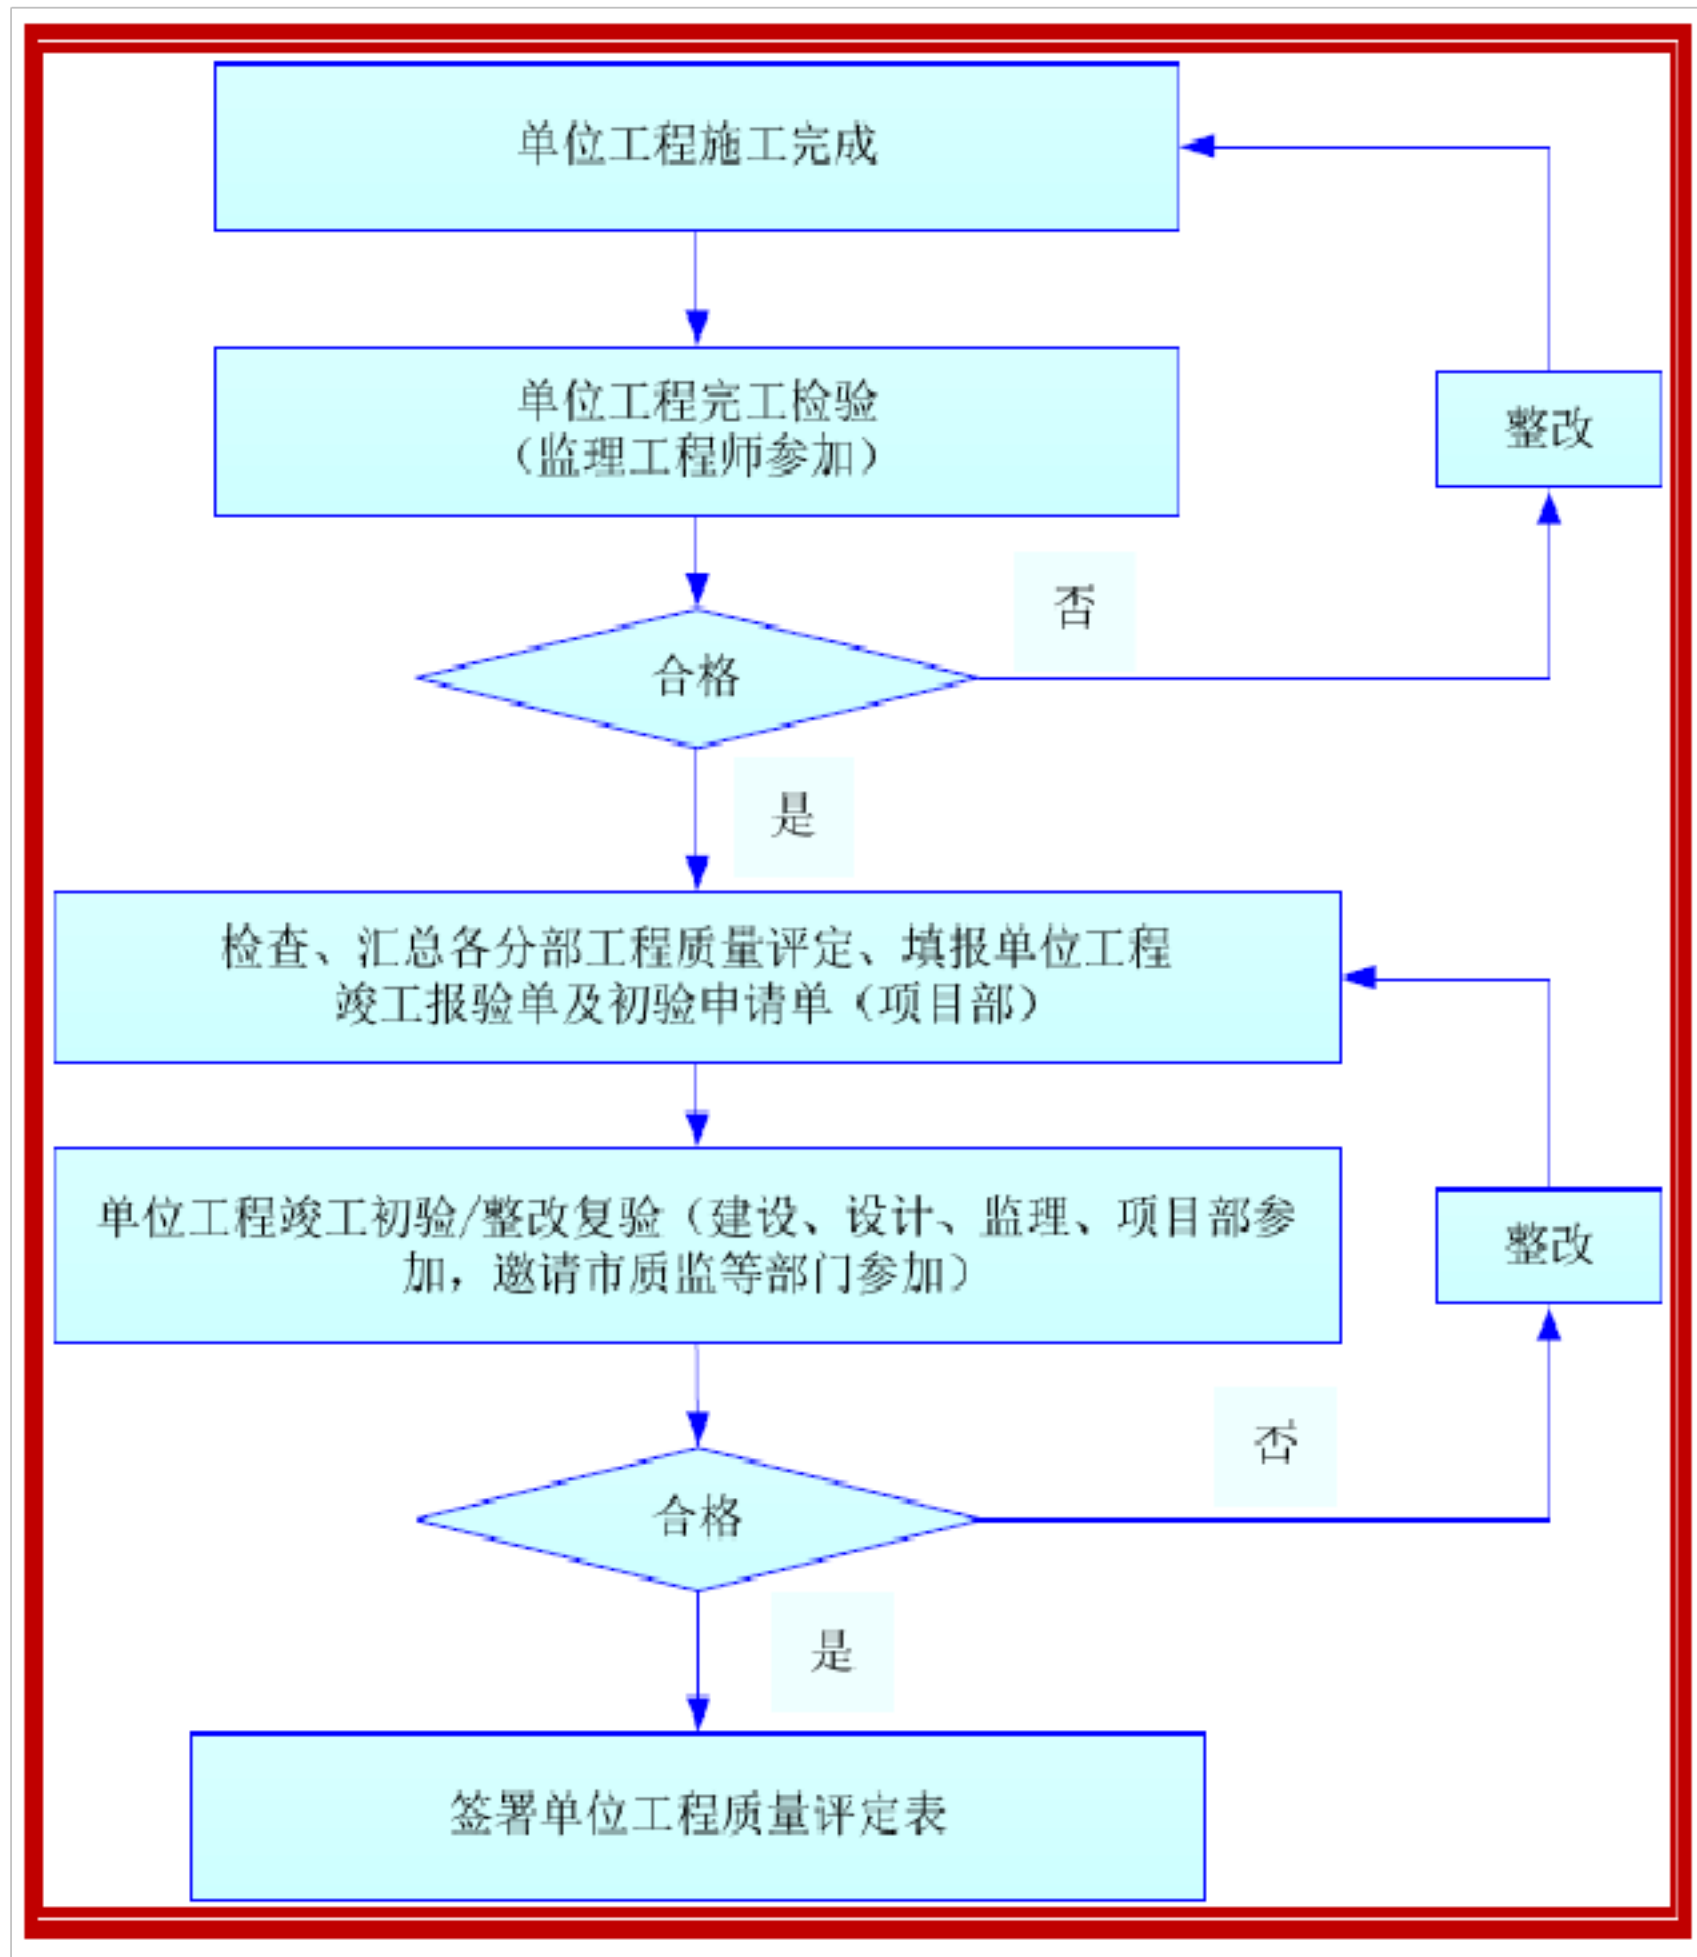 单位工程施工完成
单位工程完工检验
（监理工程师参加）
整改
否
合格
是
检查、汇总各分部工程质量评定、填报单位工程
竣工报验单及初验申请单（项目部）
单位工程竣工初验/整改复验（建设、设计、监理、项目部参
加，邀请市质监等部门参加）
整改
否
合格
是
签署单位工程质量评定表